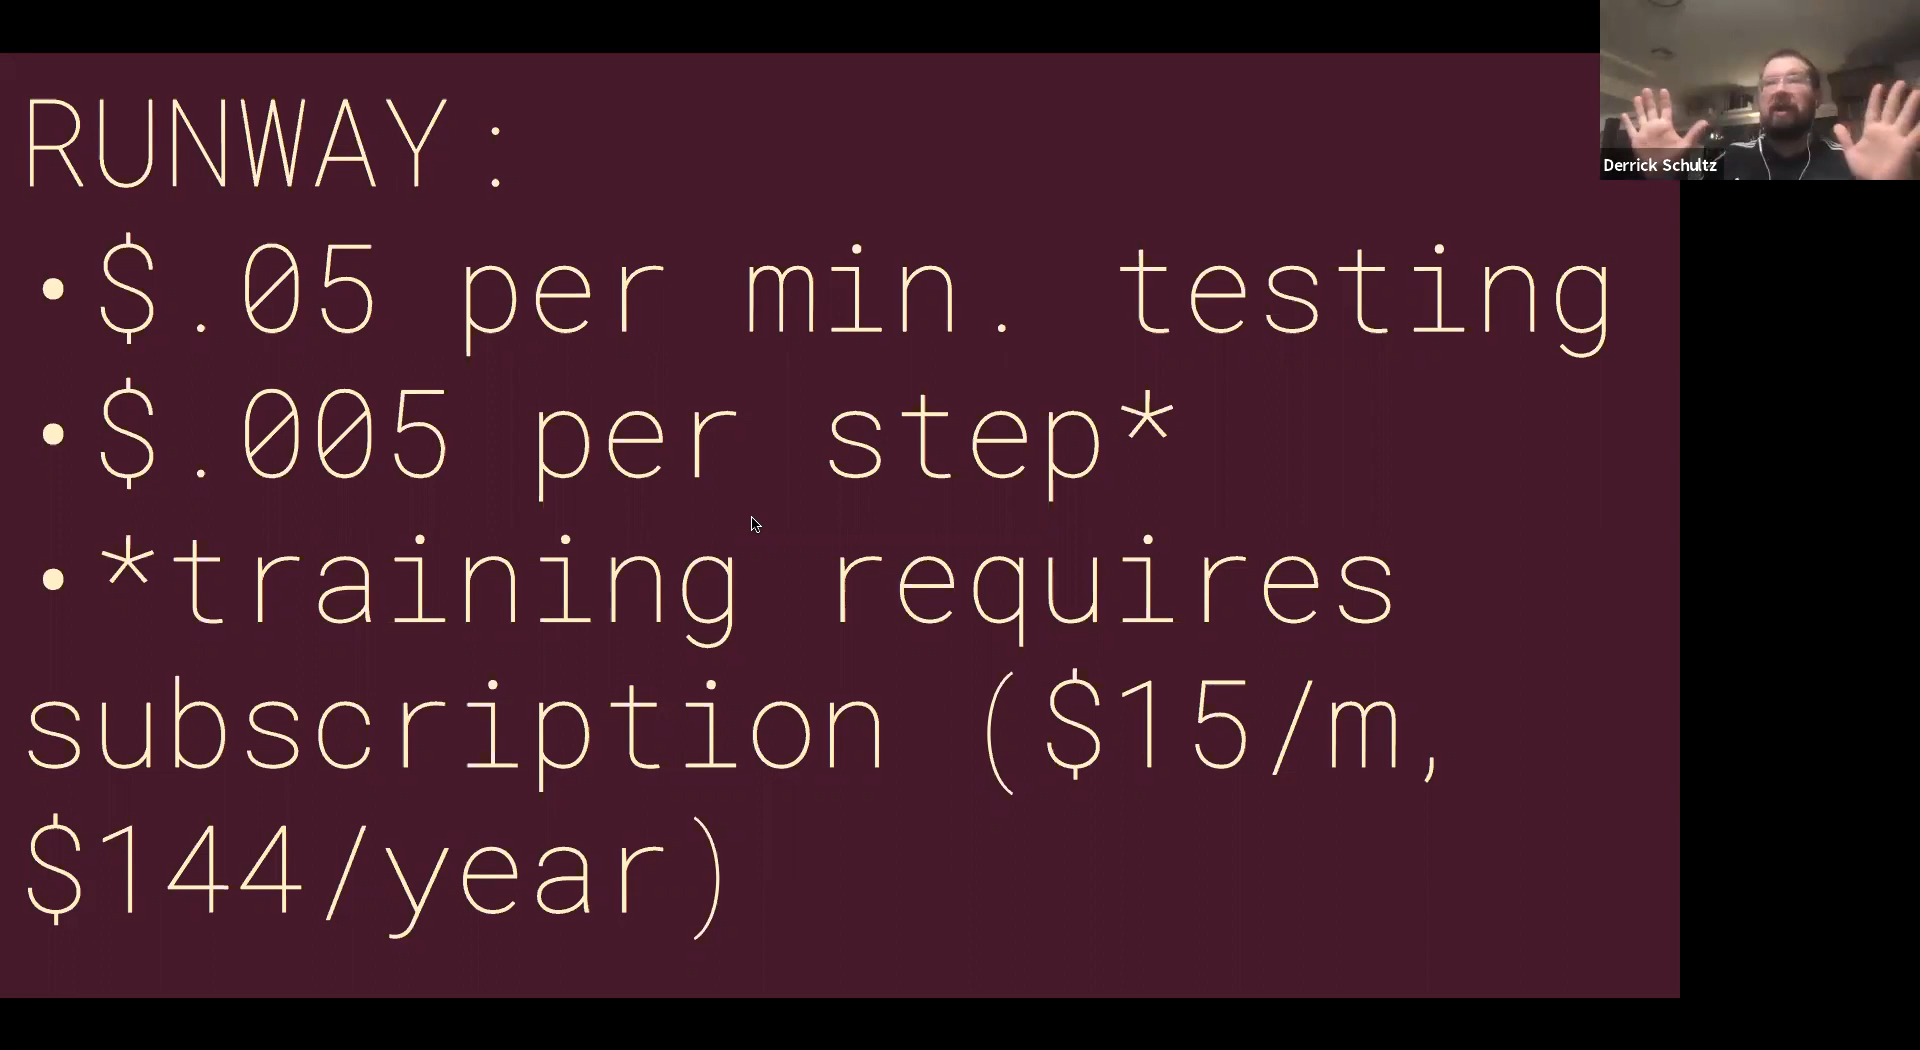 RUNWAY:
•$.05 per min. testing
•$.005 per step*
•*training requires
subscription ($15/m,
$144/year)
Derrick Schultz